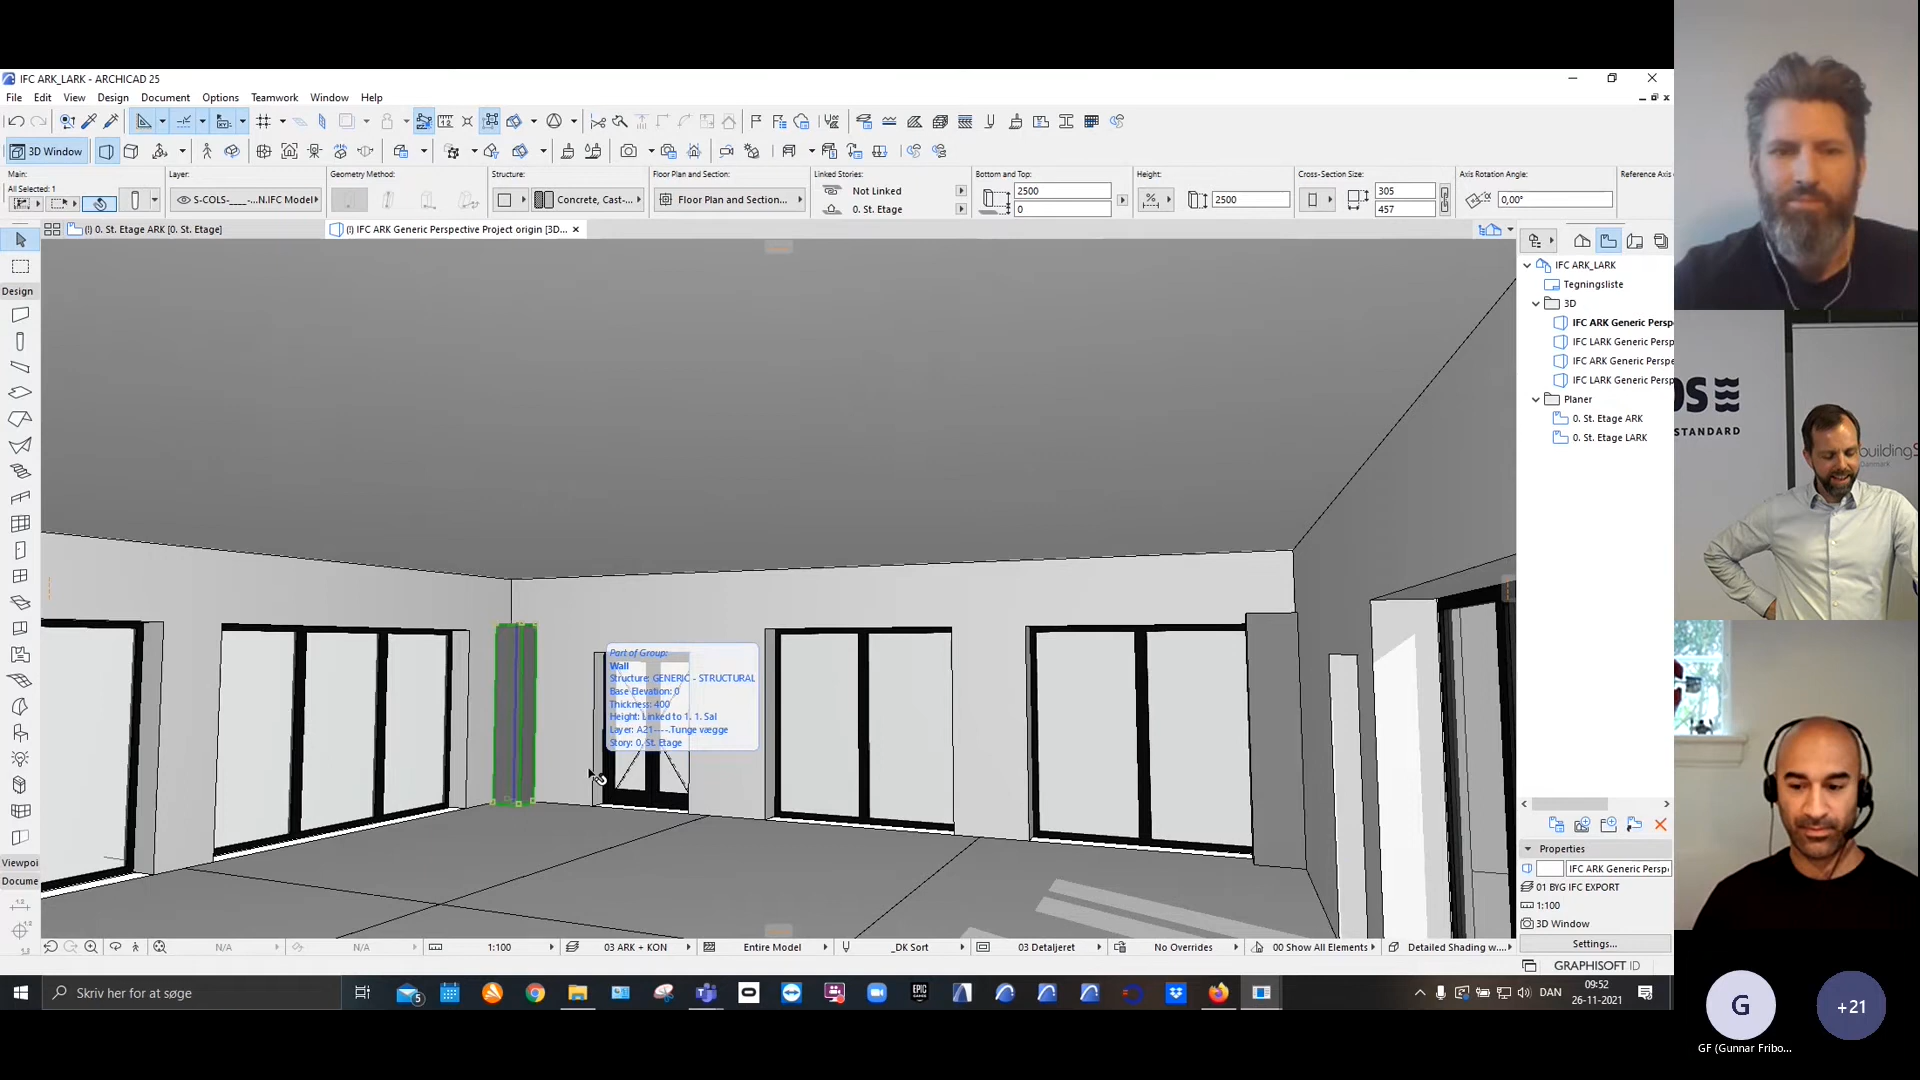 IFC ARK_LARK - ARCHICAD 25
File Edit View Design Document Options Teamwork Window Help
3D Window
Main:
All Selected: 1
Layer:
S-COLS-____-...N.IFC Model
Geometry Method:
Structure:
Concrete, Cast-...
Floor Plan and Section:
Floor Plan and Section...
Linked Stories:
Not Linked
0. St. Etage
Bottom and Top:
2500
0
Height:
2500
Cross-Section Size:
305
457
Axis Rotation Angle:
0,00°
Reference Axis
(!) 0. St. Etage ARK [0. St. Etage]
(!) IFC ARK Generic Perspective Project origin [3D...
Design
Viewpoi
Docume
Part of Group:
Wall
Structure: GENERIC - STRUCTURAL
Base Elevation: 0
Thickness: 400
Height: Linked to 1. 1. Sal
Layer: A21----.Tunge vægge
Story: 0. St. Etage
IFC ARK_LARK
Tegningsliste
3D
IFC ARK Generic Persp
IFC LARK Generic Persp
IFC ARK Generic Perspe
IFC LARK Generic Persp
Planer
0. St. Etage ARK
0. St. Etage LARK
Properties
IFC ARK Generic Persp
01 BYG IFC EXPORT
1:100
3D Window
Settings...
N/A
N/A
1:100
03 ARK + KON
Entire Model
_DK Sort
03 Detaljeret
No Overrides
00 Show All Elements
Detailed Shading w...
GRAPHISOFT ID
Skriv her for at søge
5
EPIC
DAN
09:52
26-11-2021
STANDARD
buildingS
Danmark
G
+21
GF (Gunnar Fribo...